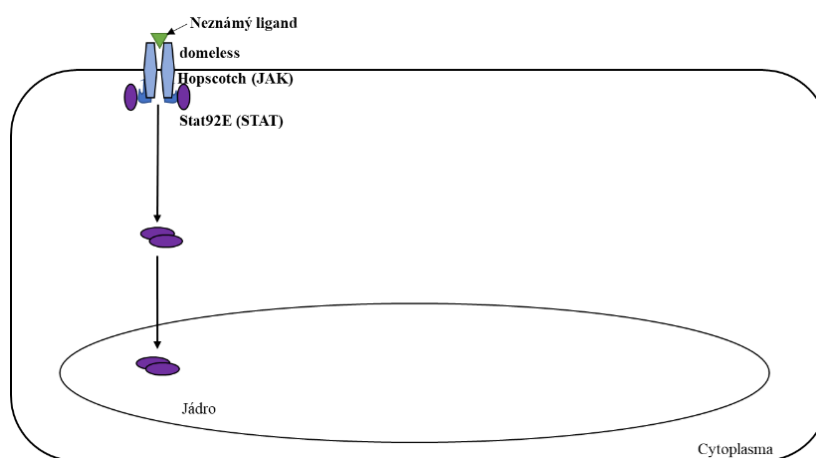 Neznámý ligand
domeless
Hopscotch (JAK)
Stat92E (STAT)
Jádro
Cytoplasma